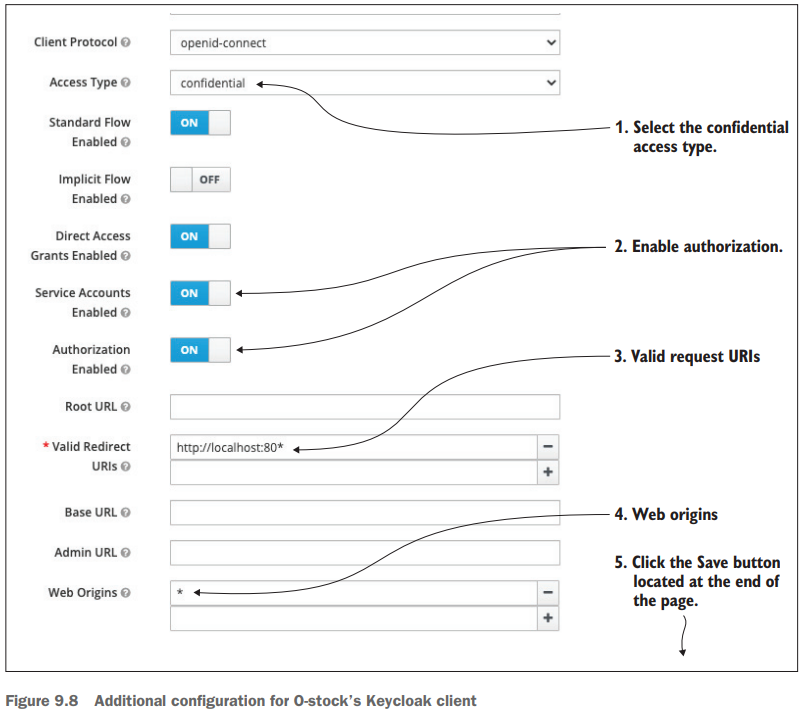 Client Protocol
openid-connect
Access Type
confidential
1. Select the confidential
access type.
Standard Flow
Enabled
ON
Implicit Flow
Enabled
OFF
Direct Access
Grants Enabled
ON
2. Enable authorization.
Service Accounts
Enabled
ON
Authorization
Enabled
ON
3. Valid request URIs
Root URL
* Valid Redirect
URIs
http://localhost:80*
Base URL
4. Web origins
Admin URL
5. Click the Save button
located at the end of
the page.
Web Origins
*
Figure 9.8 Additional configuration for O-stock's Keycloak client